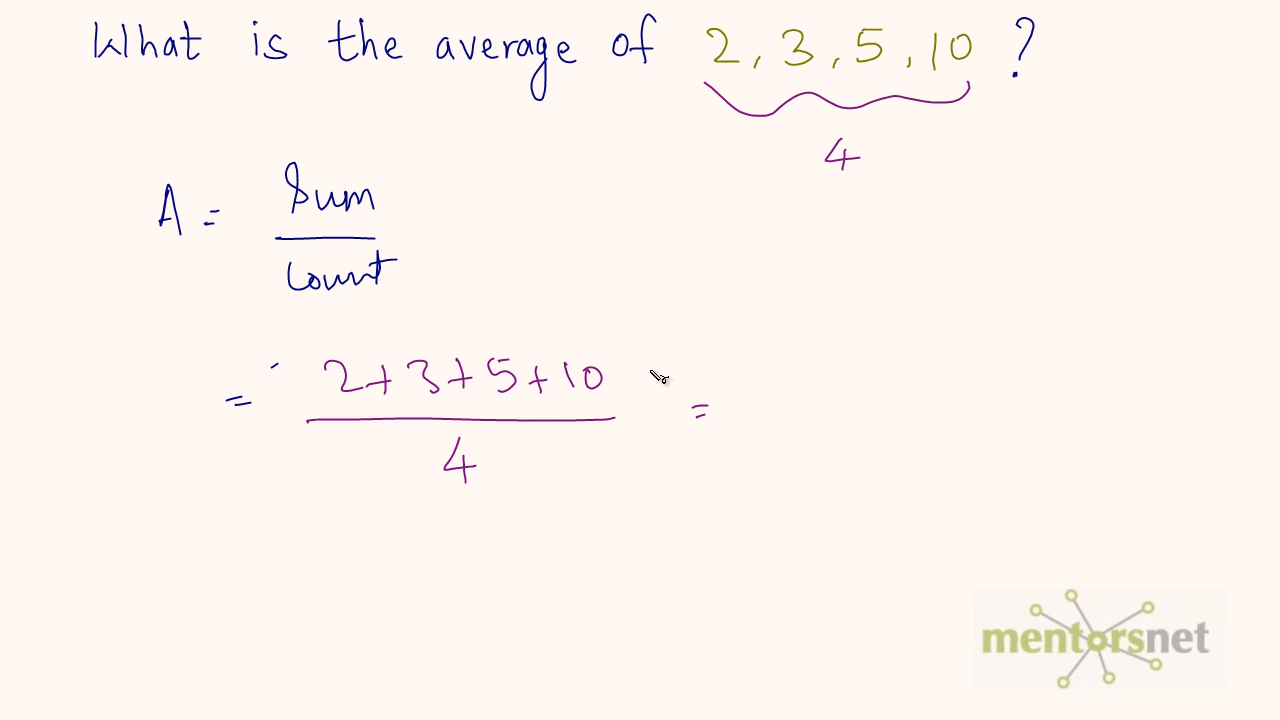 What is the average of 2, 3, 5, 10 ?
4
A = Sum
Count
= 2+3+5+10 =
4
mentorsnet